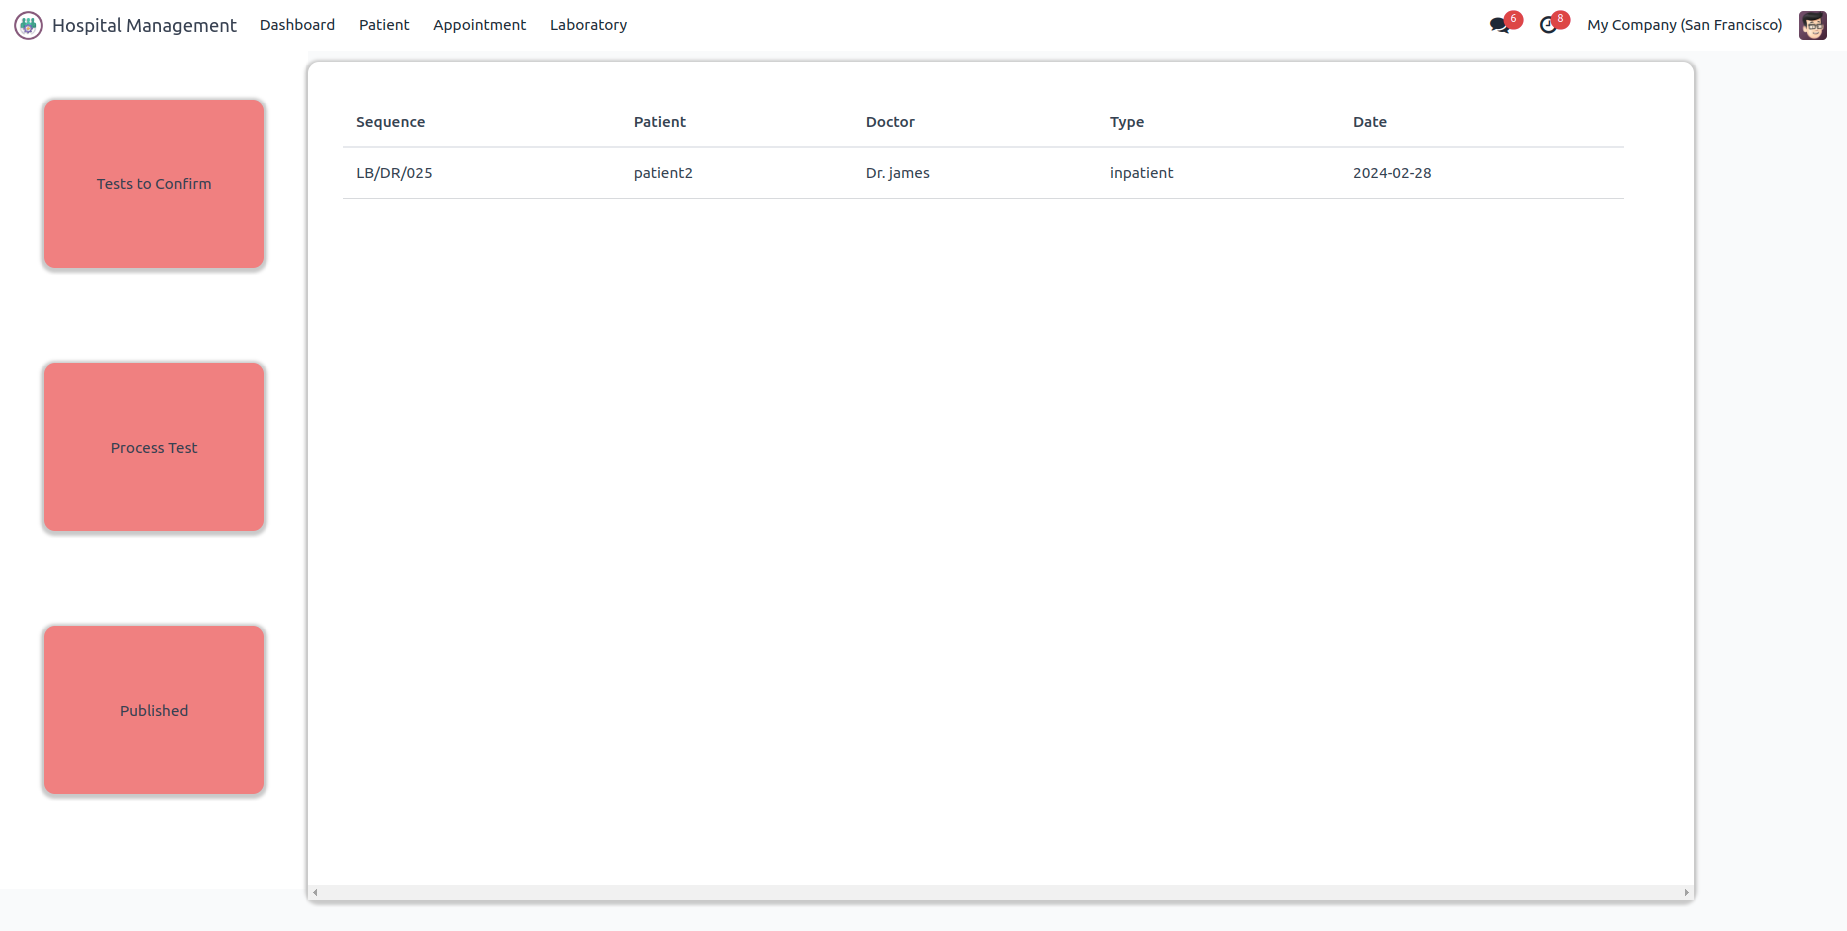 Hospital Management Dashboard Patient Appointment Laboratory 6 8 My Company (San Francisco)
Tests to Confirm
Process Test
Published
Sequence Patient Doctor Type Date
LB/DR/025 patient2 Dr. james inpatient 2024-02-28